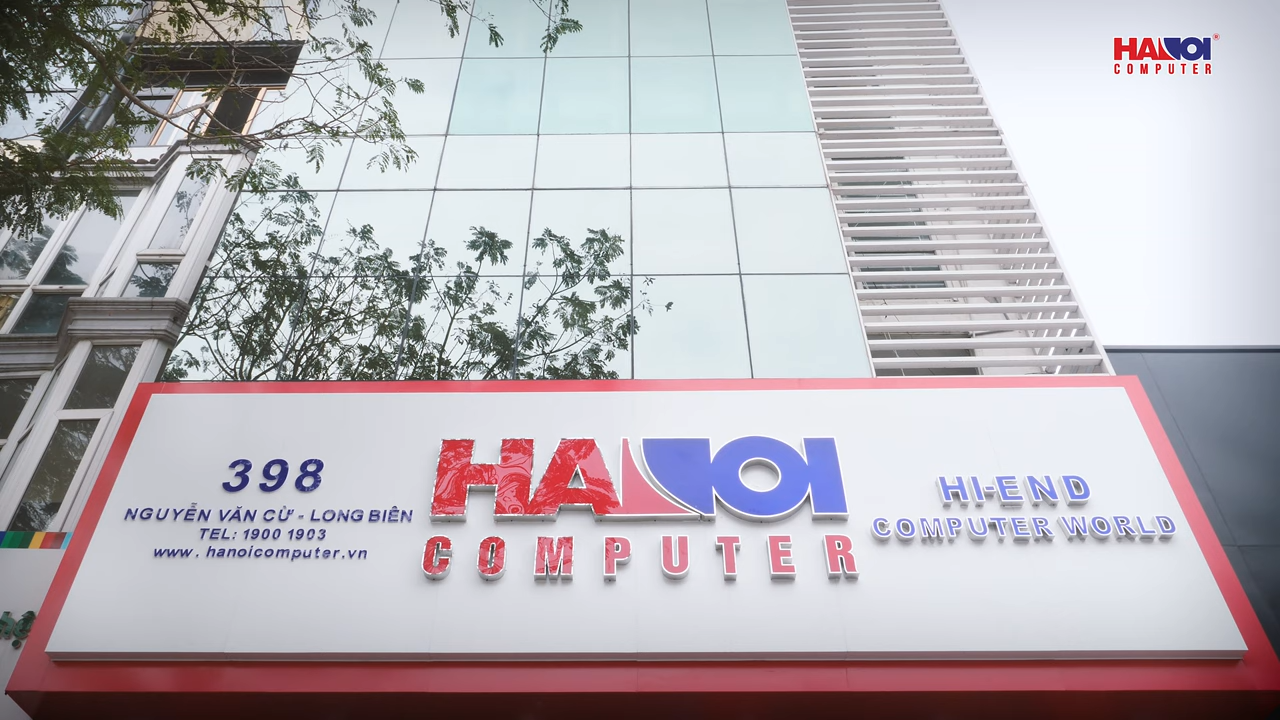 HANOI®
COMPUTER
398
NGUYỄN VĂN CỪ - LONG BIÊN
TEL: 1900 1903
www.hanoicomputer.vn
HANOI
COMPUTER
HI-END
COMPUTER WORLD